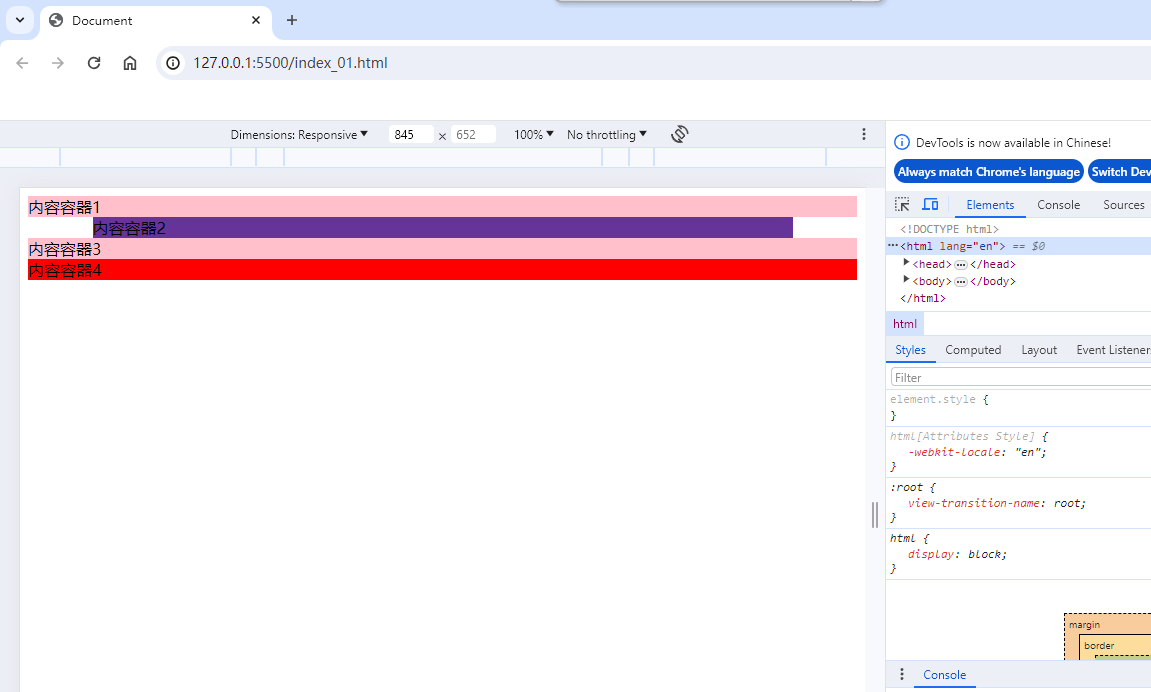 Document
127.0.0.1:5500/index_01.html
Dimensions: Responsive 845 × 652 100% No throttling
DevTools is now available in Chinese!
Always match Chrome's language Switch Dev
Elements Console Sources
内容容器1
内容容器2
内容容器3
内容容器4
<!DOCTYPE html>
<html lang="en"> == $0
<head> … </head>
<body> … </body>
</html>
html
Styles Computed Layout Event Listener
Filter
element.style {
}
html[Attributes Style] {
-webkit-locale: "en";
}
:root {
view-transition-name: root;
}
html {
display: block;
}
margin
border
Console